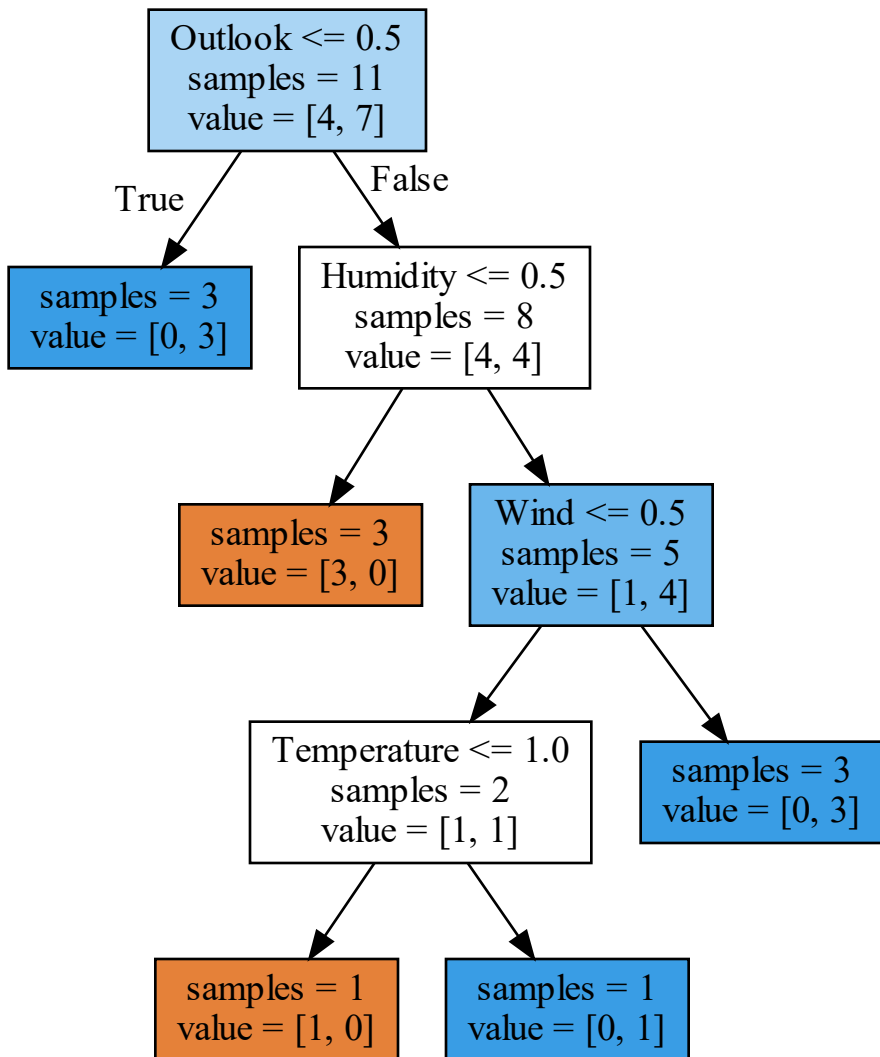 Outlook <= 0.5
samples = 11
value = [4, 7]
True
False
samples = 3
value = [0, 3]
Humidity <= 0.5
samples = 8
value = [4, 4]
samples = 3
value = [3, 0]
Wind <= 0.5
samples = 5
value = [1, 4]
Temperature <= 1.0
samples = 2
value = [1, 1]
samples = 3
value = [0, 3]
samples = 1
value = [1, 0]
samples = 1
value = [0, 1]